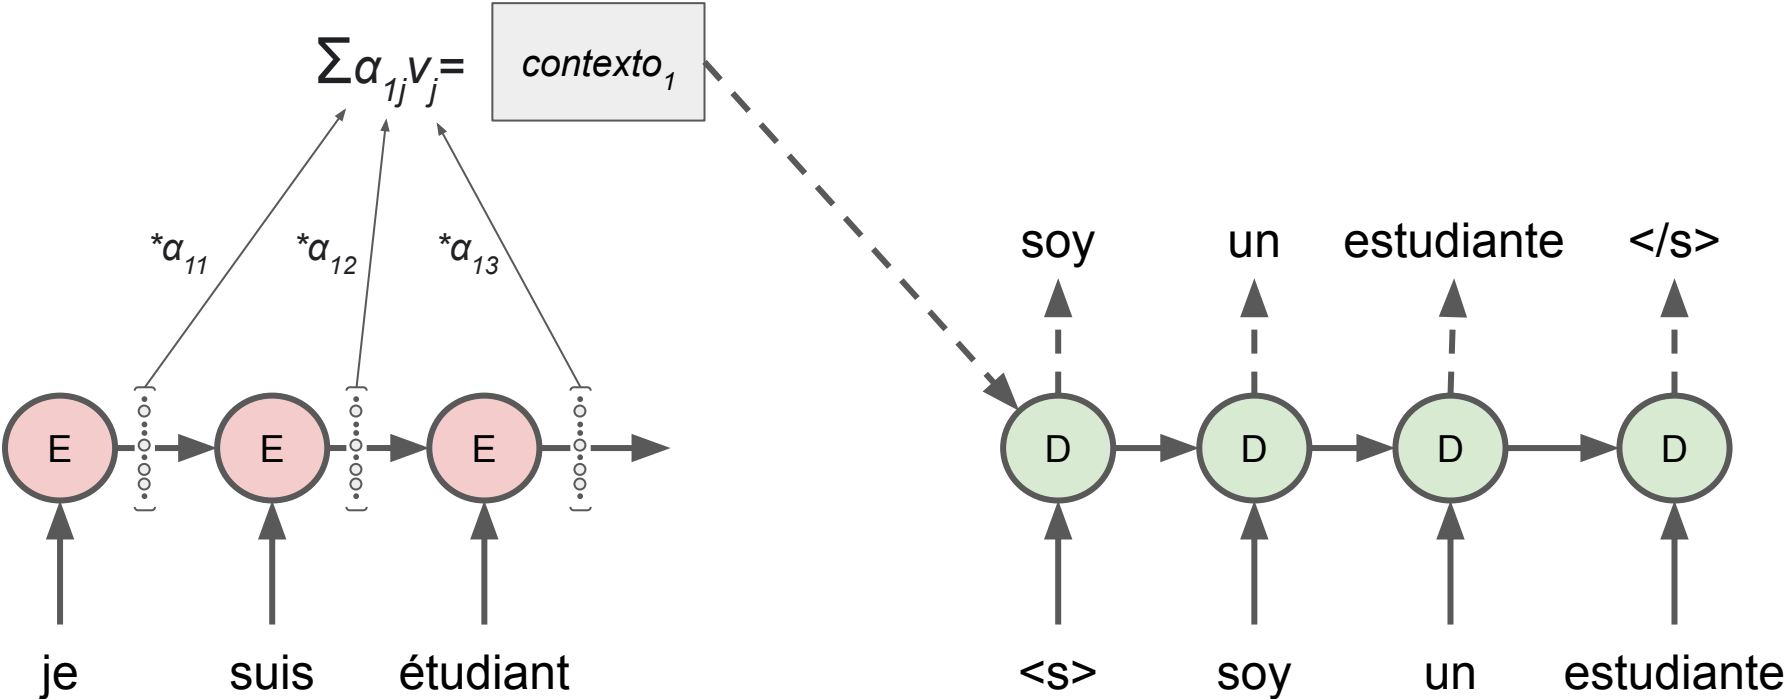 Σα₁ⱼvⱼ= contexto₁
*α₁₁ *α₁₂ *α₁₃
soy un estudiante </s>
E E E D D D D
je suis étudiant <s> soy un estudiante